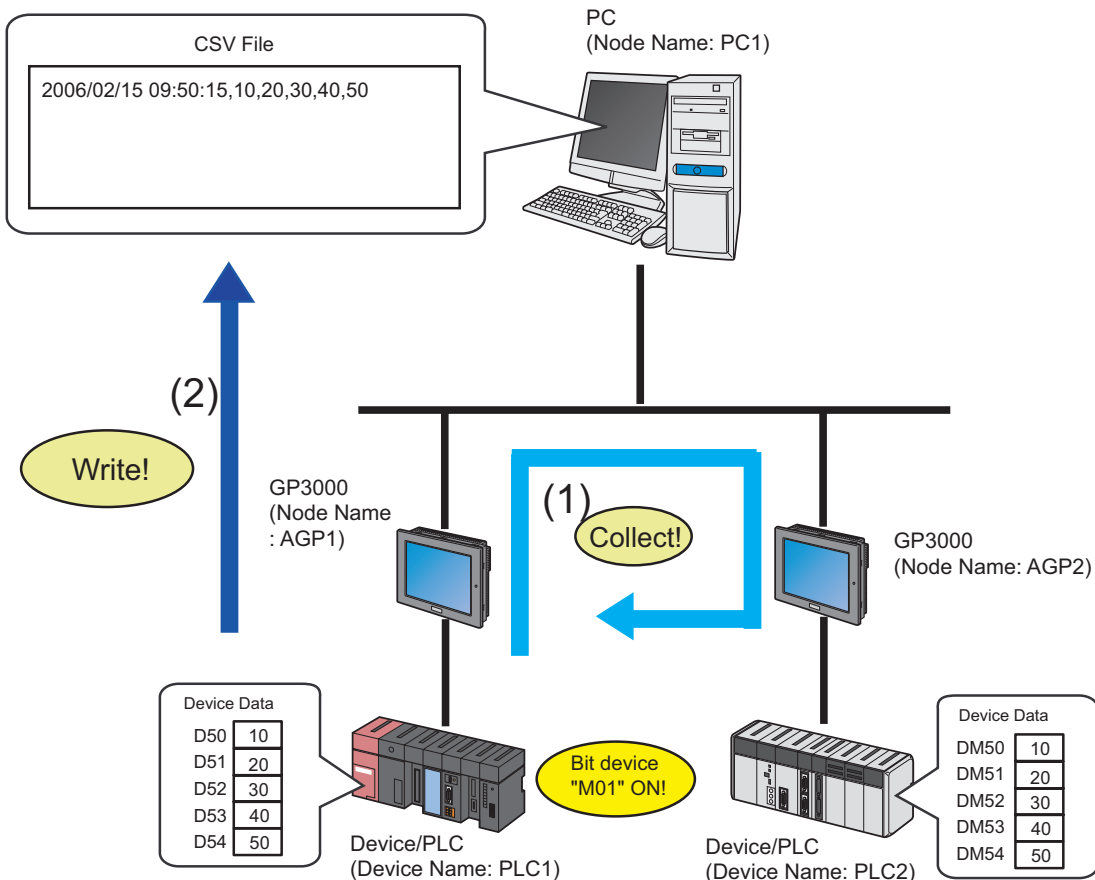 PC
(Node Name: PC1)
CSV File
2006/02/15 09:50:15,10,20,30,40,50
(2)
Write!
GP3000
(Node Name
: AGP1)
(1)
Collect!
GP3000
(Node Name: AGP2)
Device Data
D50 10
D51 20
D52 30
D53 40
D54 50
Bit device
"M01" ON!
Device Data
DM50 10
DM51 20
DM52 30
DM53 40
DM54 50
Device/PLC
(Device Name: PLC1)
Device/PLC
(Device Name: PLC2)